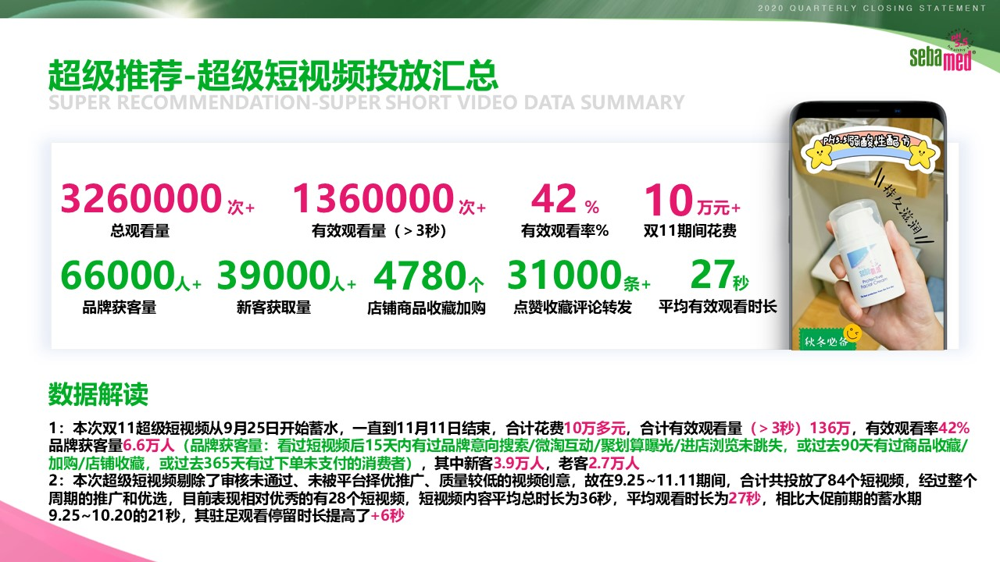 2020 QUARTERLY CLOSING STATEMENT
sebamed
超级推荐-超级短视频投放汇总
SUPER RECOMMENDATION-SUPER SHORT VIDEO DATA SUMMARY
3260000次+
总观看量
1360000次+
有效观看量（＞3秒）
42%
有效观看率%
10万元+
双11期间花费
66000人+
品牌获客量
39000人+
新客获取量
4780个
店铺商品收藏加购
31000条+
点赞收藏评论转发
27秒
平均有效观看时长
PH5.5弱酸性配方
持久滋润
sebamed
Protective
Facial Cream
秋冬必备
数据解读
1：本次双11超级短视频从9月25日开始蓄水，一直到11月11日结束，合计花费10万多元，合计有效观看量（＞3秒）136万，有效观看率42%
品牌获客量6.6万人（品牌获客量：看过短视频后15天内有过品牌意向搜索/微淘互动/聚划算曝光/进店浏览未跳失，或过去90天有过商品收藏/
加购/店铺收藏，或过去365天有过下单未支付的消费者），其中新客3.9万人，老客2.7万人
2：本次超级短视频剔除了审核未通过、未被平台择优推广、质量较低的视频创意，故在9.25~11.11期间，合计共投放了84个短视频，经过整个
周期的推广和优选，目前表现相对优秀的有28个短视频，短视频内容平均总时长为36秒，平均观看时长为27秒，相比大促前期的蓄水期
9.25~10.20的21秒，其驻足观看停留时长提高了+6秒